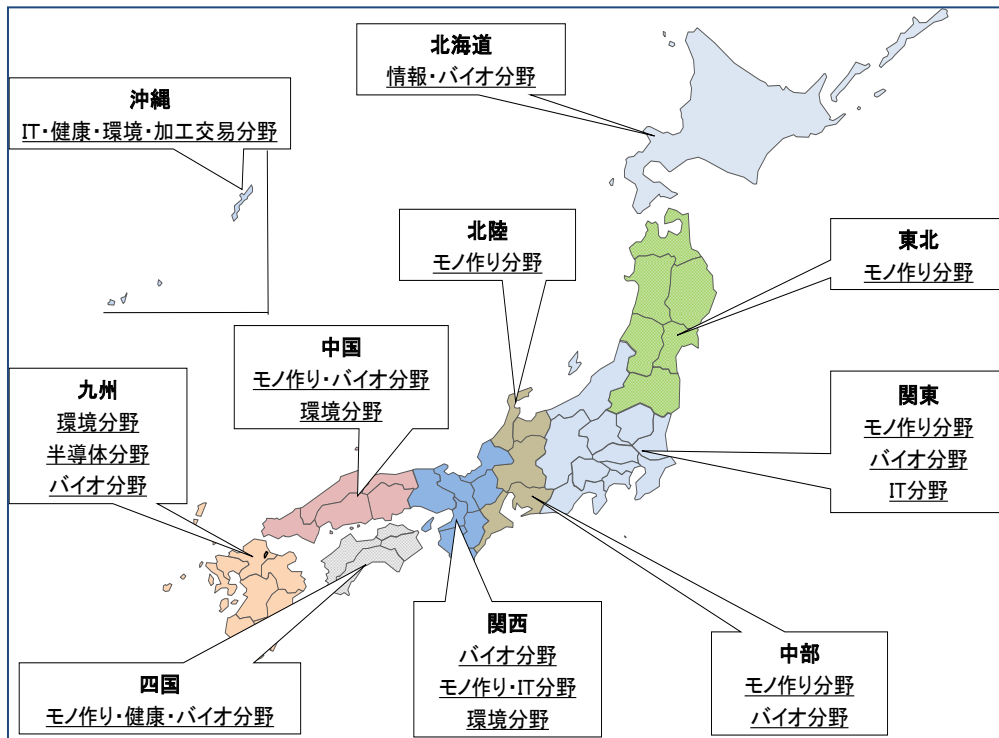 北海道
情報・バイオ分野
沖縄
IT・健康・環境・加工交易分野
北陸
モノ作り分野
東北
モノ作り分野
中国
モノ作り・バイオ分野
環境分野
九州
環境分野
半導体分野
バイオ分野
関東
モノ作り分野
バイオ分野
IT分野
関西
バイオ分野
モノ作り・IT分野
環境分野
中部
モノ作り分野
バイオ分野
四国
モノ作り・健康・バイオ分野